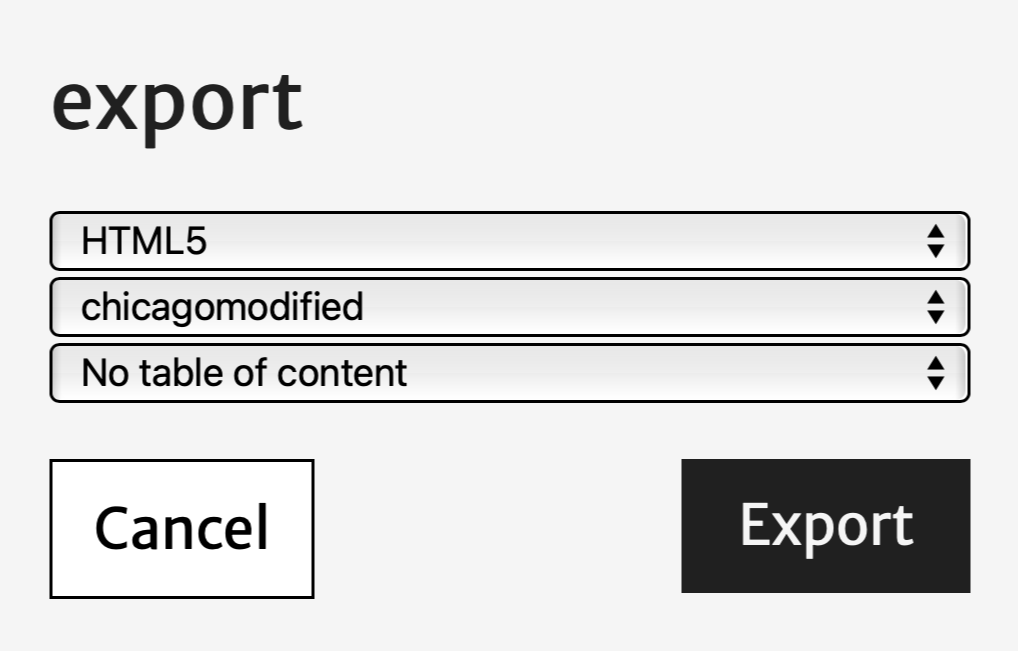 export
HTML5
chicagomodified
No table of content
Cancel
Export